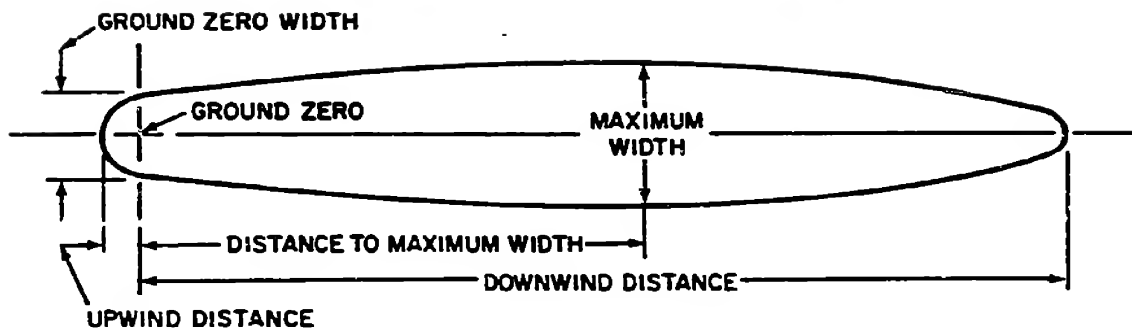 GROUND ZERO WIDTH
GROUND ZERO
MAXIMUM
WIDTH
DISTANCE TO MAXIMUM WIDTH
DOWNWIND DISTANCE
UPWIND DISTANCE